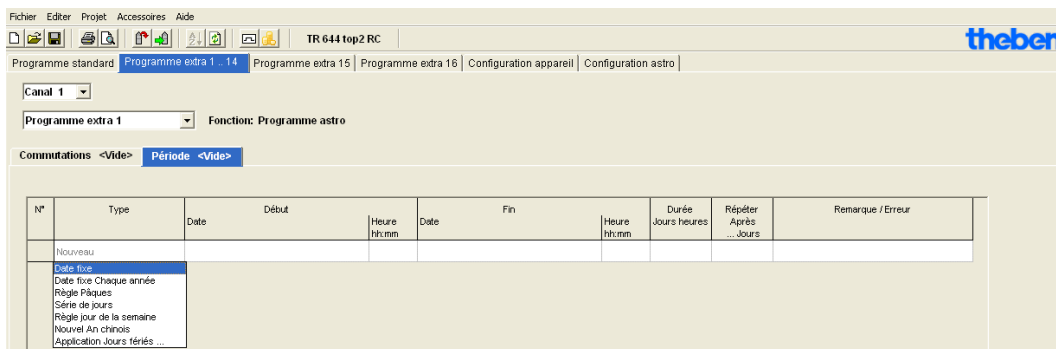 Fichier Editer Projet Accessoires Aide
TR 644 top2 RC
theben
Programme standard Programme extra 1 .. 14 Programme extra 15 Programme extra 16 Configuration appareil Configuration astro
Canal 1
Programme extra 1 Fonction: Programme astro
Commutations <Vide> Période <Vide>
N° Type Début Fin Durée Répéter Remarque / Erreur
Date Heure Date Heure Jours heures Après
hh:mm hh:mm ... Jours
Nouveau
Date fixe
Date fixe Chaque année
Règle Pâques
Série de jours
Règle jour de la semaine
Nouvel An chinois
Application Jours fériés ...